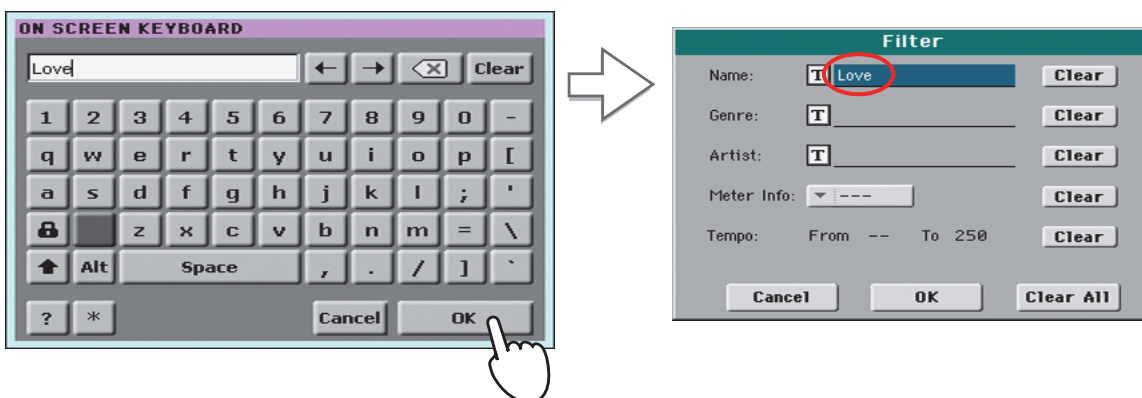 ON SCREEN KEYBOARD
Love ← → ⌫ Clear
1 2 3 4 5 6 7 8 9 0 -
q w e r t y u i o p [
a s d f g h j k l ; '
z x c v b n m = \
Alt Space , . / ] `
? * Cancel OK
Filter
Name: T Love Clear
Genre: T Clear
Artist: T Clear
Meter Info: --- Clear
Tempo: From -- To 250 Clear
Cancel OK Clear All